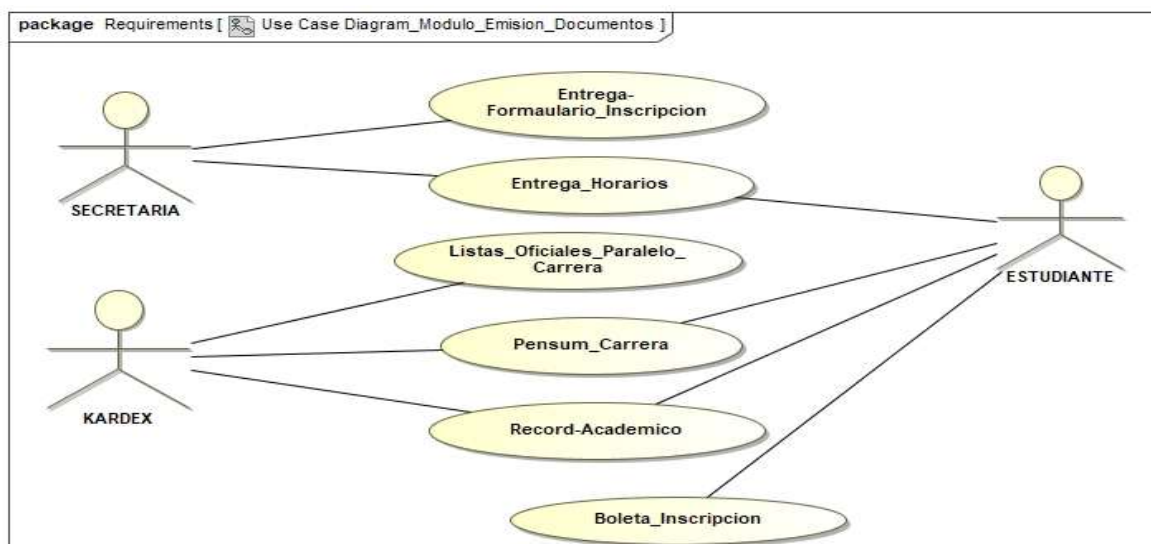 package Requirements [ Use Case Diagram_Modulo_Emision_Documentos ]
Entrega-
Formaulario_Inscripcion
SECRETARIA
Entrega_Horarios
Listas_Oficiales_Paralelo_
Carrera
ESTUDIANTE
Pensum_Carrera
KARDEX
Record-Academico
Boleta_Inscripcion